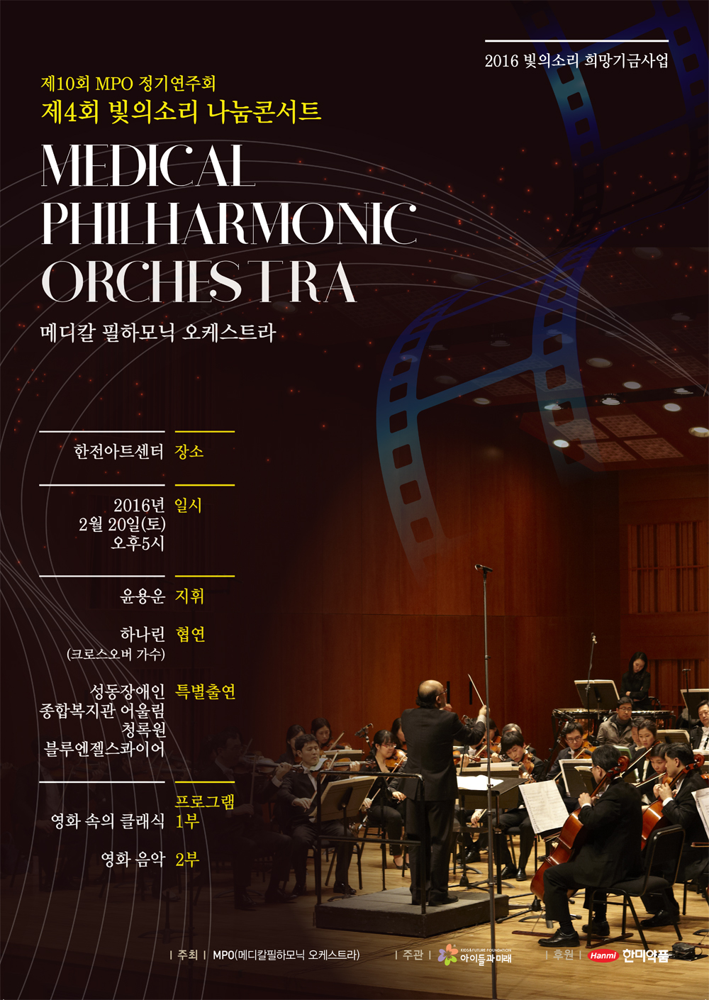 2016 빛의소리 희망기금사업
제10회 MPO 정기연주회
제4회 빛의소리 나눔콘서트
MEDICAL
PHILHARMONIC
ORCHESTRA
메디칼 필하모닉 오케스트라
한전아트센터 장소
2016년 일시
2월 20일(토)
오후5시
윤용운 지휘
하나린 협연
(크로스오버 가수)
성동장애인 특별출연
종합복지관 어울림
청록원
블루엔젤스콰이어
프로그램
영화 속의 클래식 1부
영화 음악 2부
| 주최 | MPO(메디칼필하모닉 오케스트라) | 주관 | KIDS&FUTURE FOUNDATION 아이들과미래 | 후원 | Hanmi 한미약품